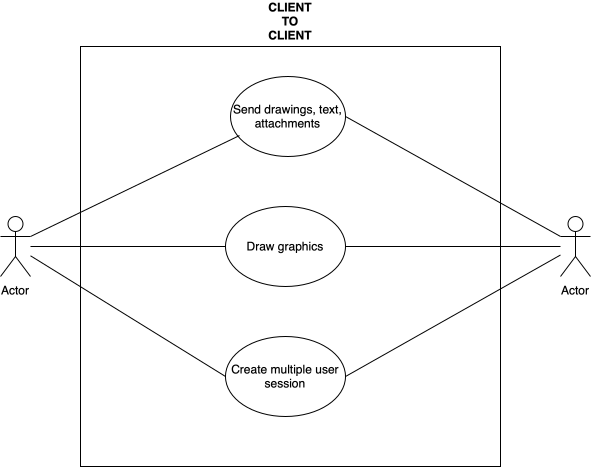 CLIENT
TO
CLIENT
Send drawings, text,
attachments
Draw graphics
Actor
Actor
Create multiple user
session